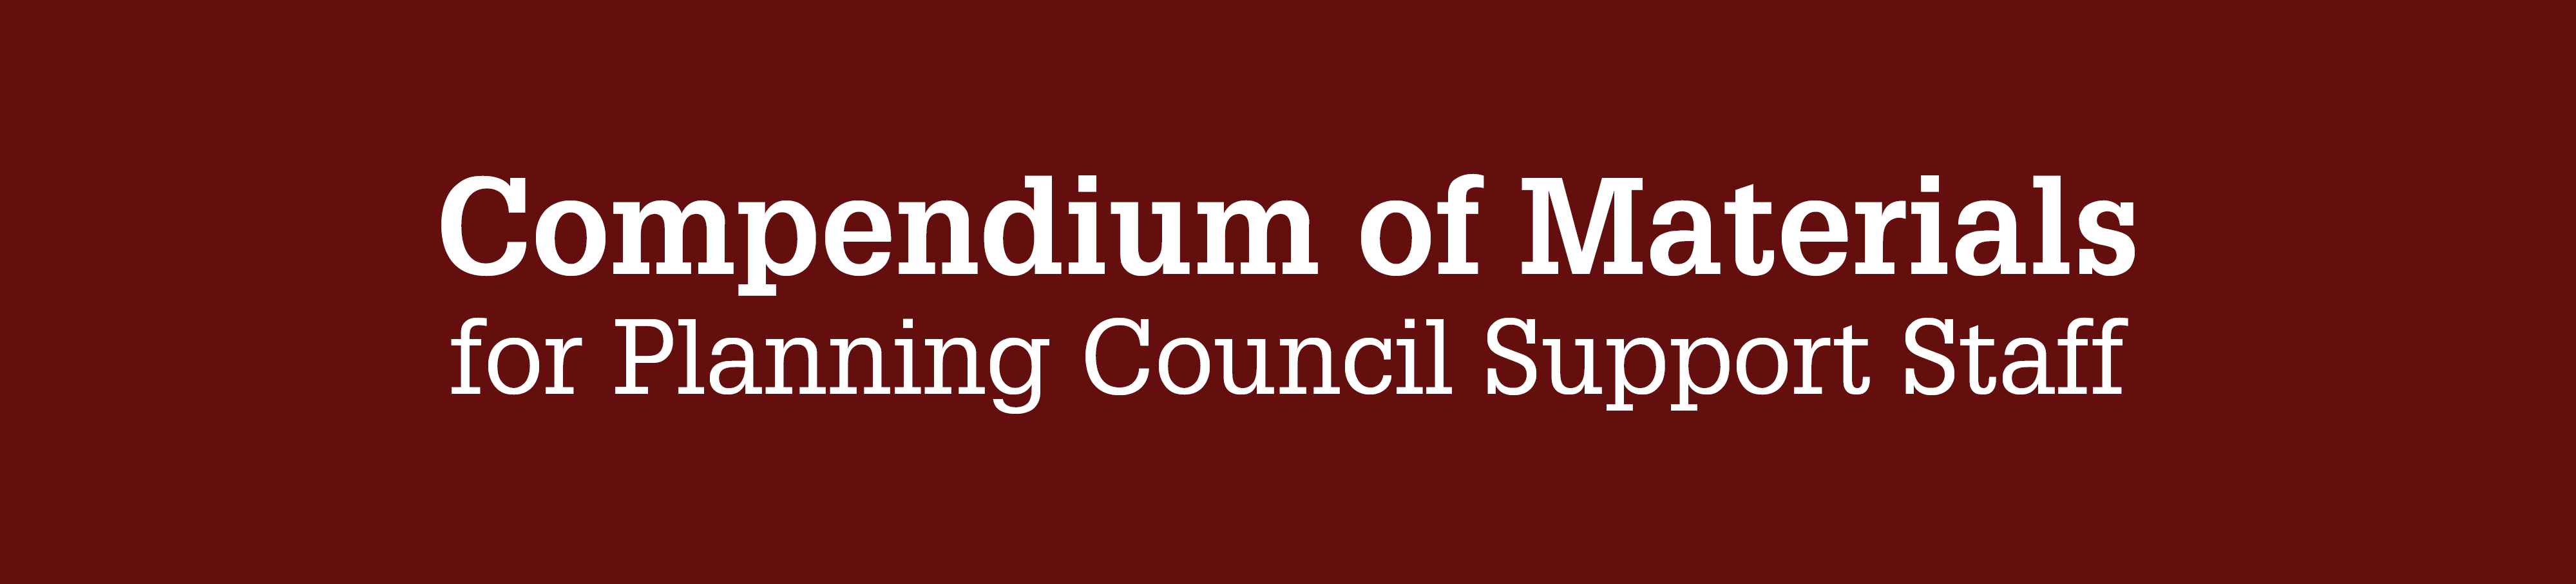 Compendium of Materials
for Planning Council Support Staff